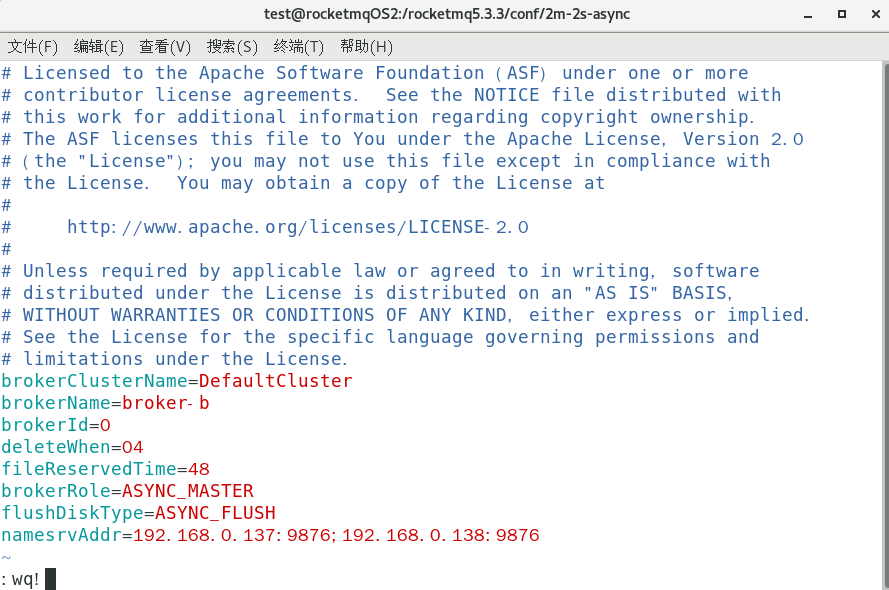 test@rocketmqOS2:/rocketmq5.3.3/conf/2m-2s-async
文件(F) 编辑(E) 查看(V) 搜索(S) 终端(T) 帮助(H)
# Licensed to the Apache Software Foundation (ASF) under one or more
# contributor license agreements.  See the NOTICE file distributed with
# this work for additional information regarding copyright ownership.
# The ASF licenses this file to You under the Apache License, Version 2.0
# (the "License"); you may not use this file except in compliance with
# the License.  You may obtain a copy of the License at
#
#     http://www.apache.org/licenses/LICENSE-2.0
#
# Unless required by applicable law or agreed to in writing, software
# distributed under the License is distributed on an "AS IS" BASIS,
# WITHOUT WARRANTIES OR CONDITIONS OF ANY KIND, either express or implied.
# See the License for the specific language governing permissions and
# limitations under the License.
brokerClusterName=DefaultCluster
brokerName=broker-b
brokerId=0
deleteWhen=04
fileReservedTime=48
brokerRole=ASYNC_MASTER
flushDiskType=ASYNC_FLUSH
namesrvAddr=192.168.0.137:9876;192.168.0.138:9876
~
:wq!